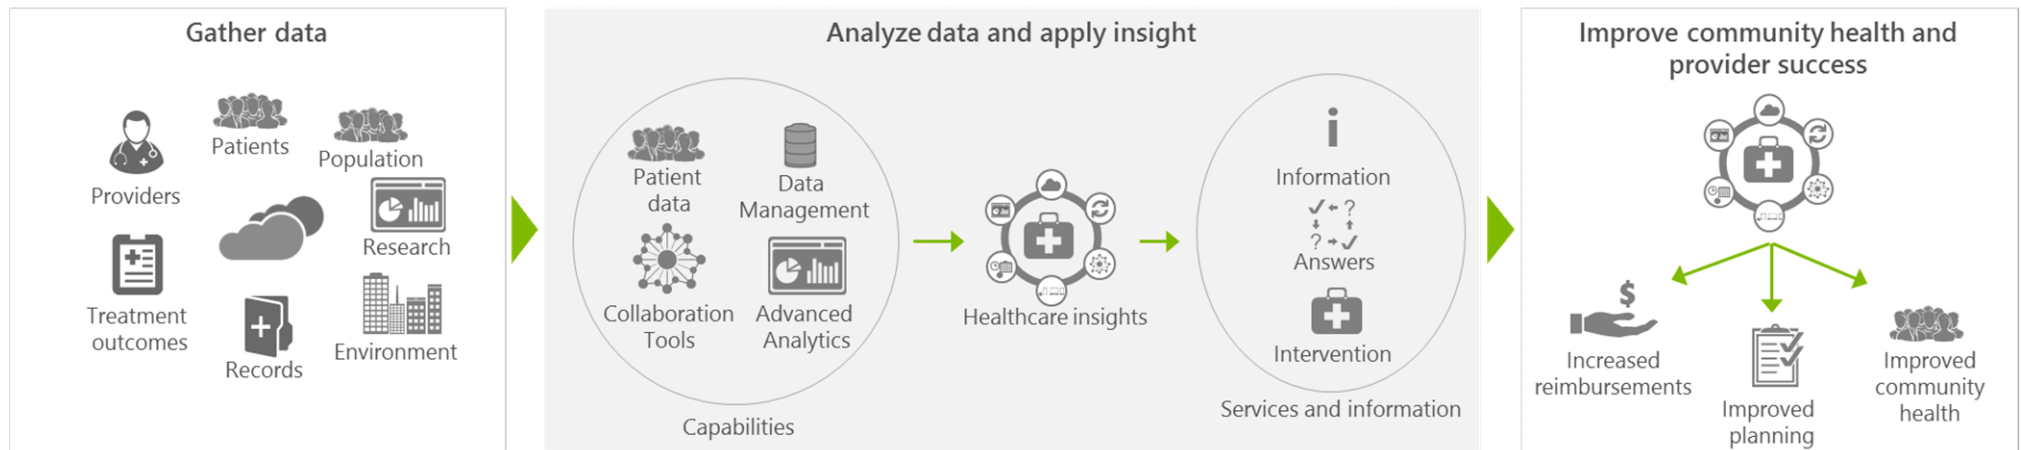 Gather data
Patients
Population
Providers
Research
Treatment
outcomes
Records
Environment
Analyze data and apply insight
Patient
data
Data
Management
Collaboration
Tools
Advanced
Analytics
Capabilities
Healthcare insights
i
Information
? ?
Answers
Intervention
Services and information
Improve community health and
provider success
$
Increased
reimbursements
Improved
planning
Improved
community
health